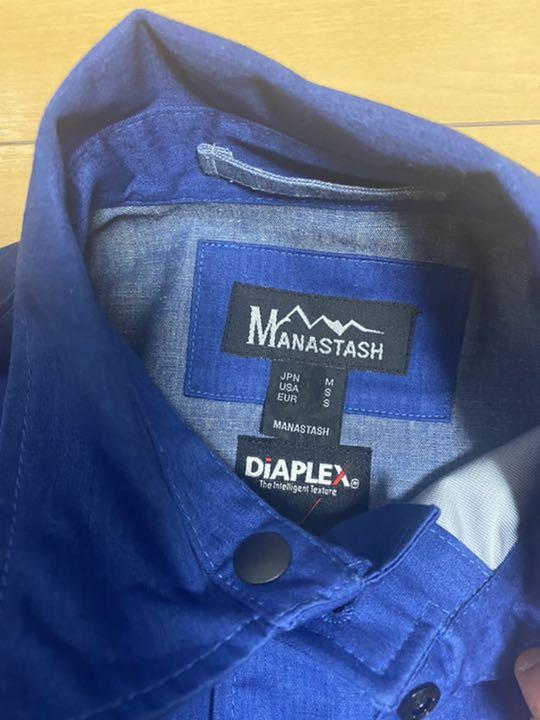 MANASTASH
JPN M
USA S
EUR S
MANASTASH
DiAPLEX®
The Intelligent Texture